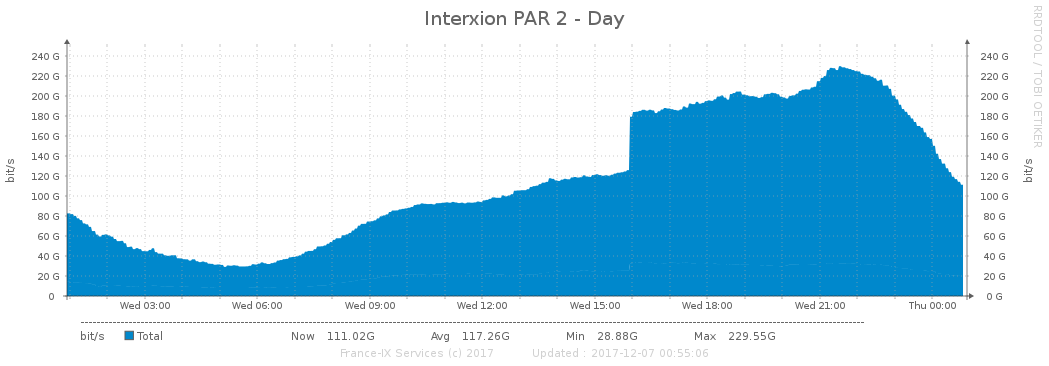 Interxion PAR 2 - Day
RRDTOOL / TOBI OETIKER
bit/s
240 G 240 G
220 G 220 G
200 G 200 G
180 G 180 G
160 G 160 G
140 G 140 G
120 G 120 G
100 G 100 G
80 G 80 G
60 G 60 G
40 G 40 G
20 G 20 G
0 0 G
bit/s
Wed 03:00 Wed 06:00 Wed 09:00 Wed 12:00 Wed 15:00 Wed 18:00 Wed 21:00 Thu 00:00
bit/s Total Now 111.02G Avg 117.26G Min 28.88G Max 229.55G
France-IX Services (c) 2017 Updated : 2017-12-07 00:55:06